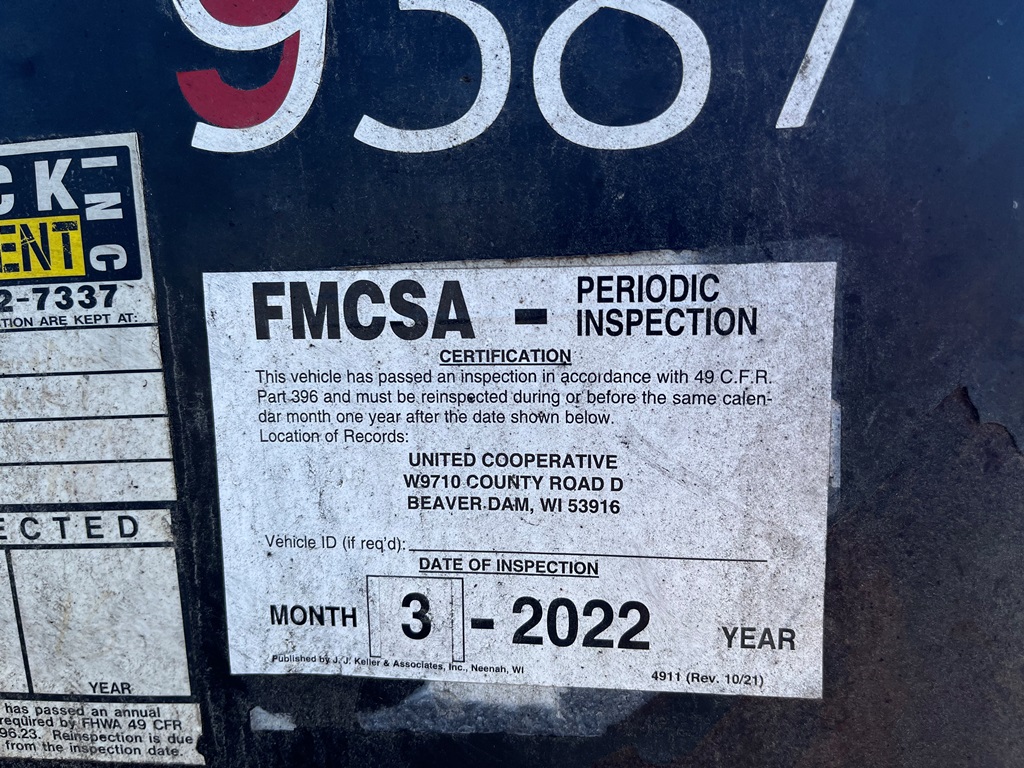 9387
CK INC
ENT
2-7337
TION ARE KEPT AT:
ECTED
YEAR
has passed an annual
required by FHWA 49 CFR
96.23. Reinspection is due
from the inspection date.
FMCSA - PERIODIC INSPECTION
CERTIFICATION
This vehicle has passed an inspection in accordance with 49 C.F.R.
Part 396 and must be reinspected during or before the same calen-
dar month one year after the date shown below.
Location of Records:
UNITED COOPERATIVE
W9710 COUNTY ROAD D
BEAVER DAM, WI 53916
Vehicle ID (if req'd):
DATE OF INSPECTION
MONTH 3 - 2022 YEAR
Published by J. J. Keller & Associates, Inc., Neenah, WI
4911 (Rev. 10/21)